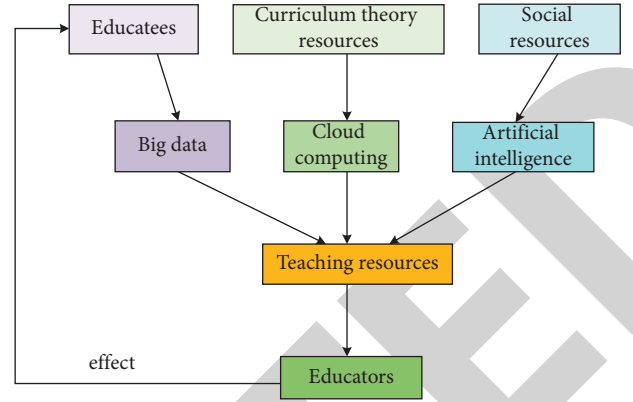 Educatees
Curriculum theory
resources
Social
resources
Big data
Cloud
computing
Artificial
intelligence
Teaching resources
effect
Educators